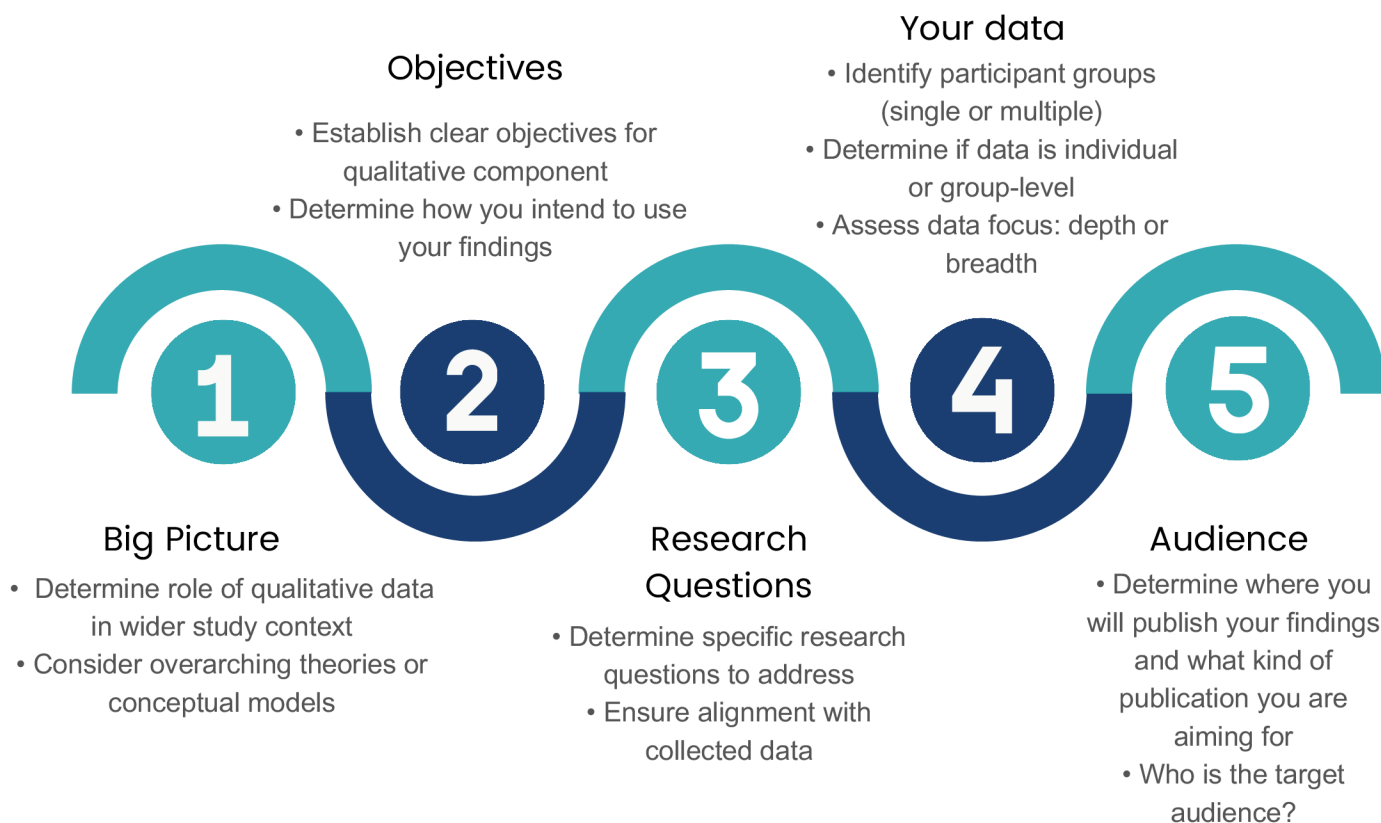 1
Big Picture
• Determine role of qualitative data
in wider study context
• Consider overarching theories or
conceptual models
2
Objectives
• Establish clear objectives for
qualitative component
• Determine how you intend to use
your findings
3
Research
Questions
• Determine specific research
questions to address
• Ensure alignment with
collected data
4
Your data
• Identify participant groups
(single or multiple)
• Determine if data is individual
or group-level
• Assess data focus: depth or
breadth
5
Audience
• Determine where you
will publish your findings
and what kind of
publication you are
aiming for
• Who is the target
audience?